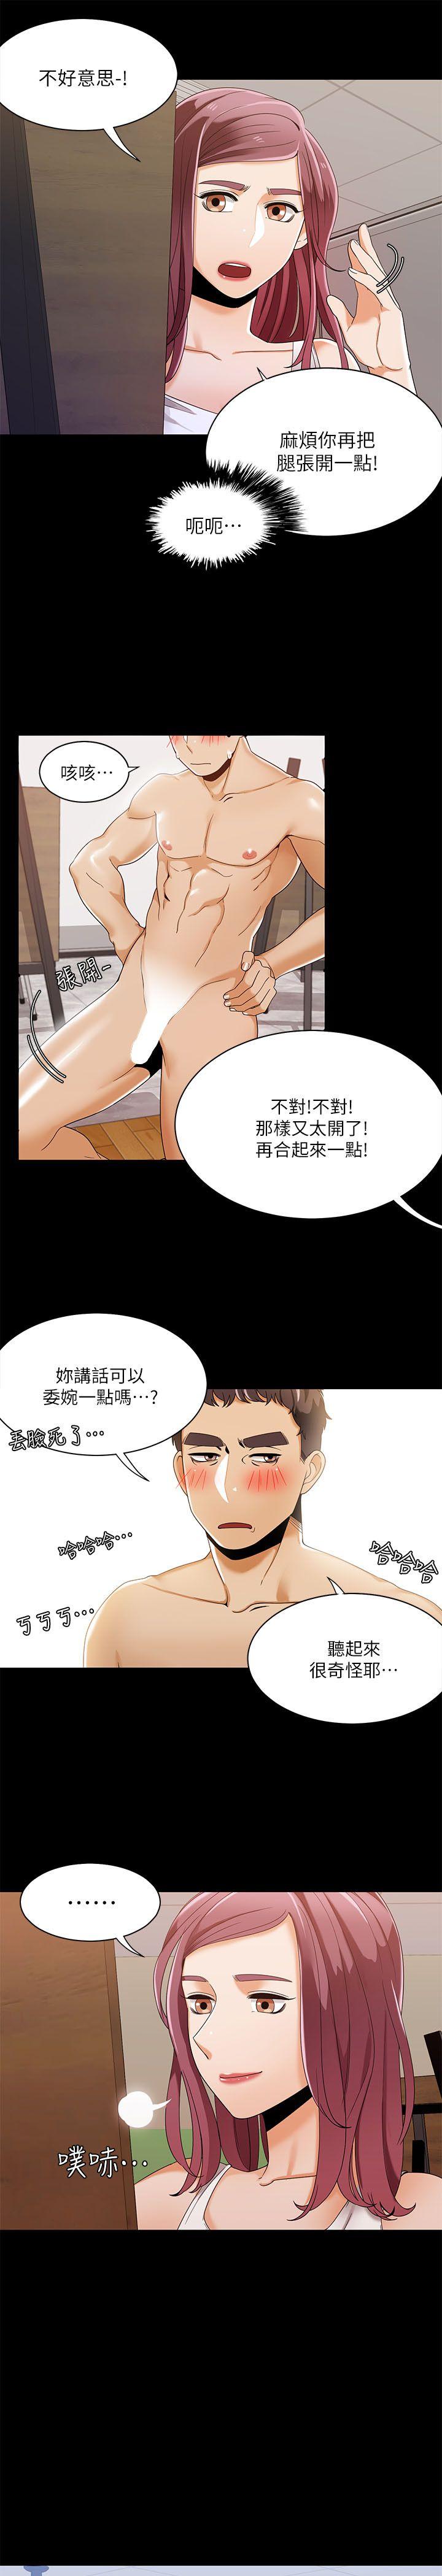 不好意思-!
麻煩你再把
腿張開一點!
呃呃…
咳咳…
張開~
不對!不對!
那樣又太開了!
再合起來一點!
妳講話可以
委婉一點嗎…?
丟臉死了…
哈哈哈…
哈哈哈
ㄎㄎㄎ…
聽起來
很奇怪耶…
……
噗哧…